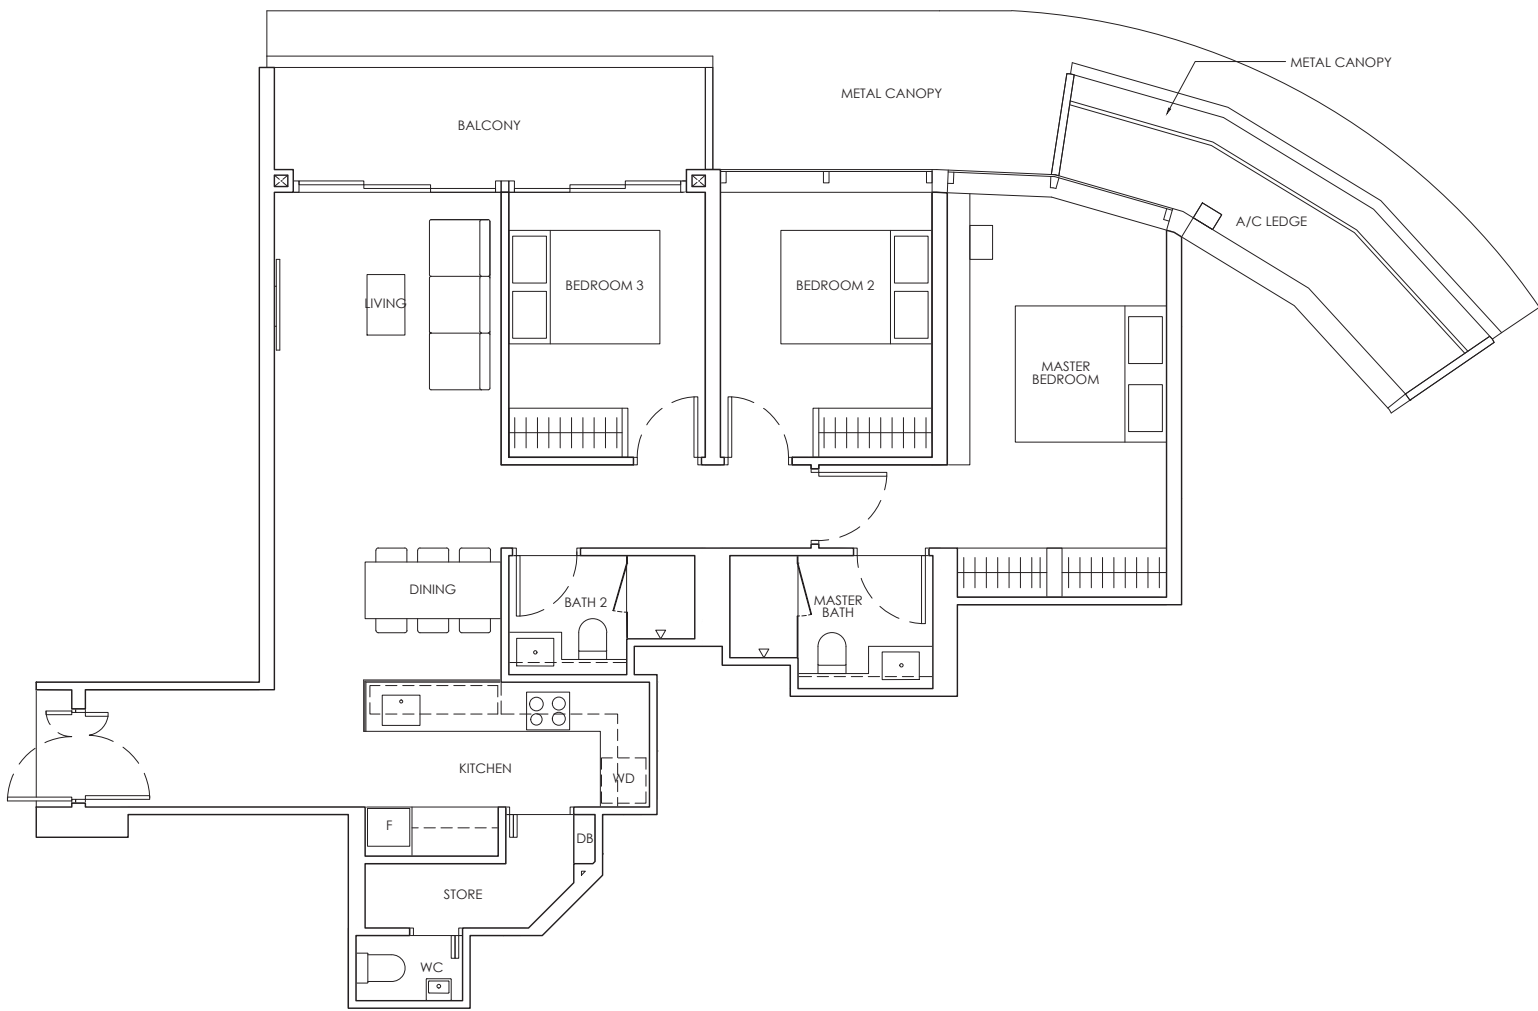 METAL CANOPY
METAL CANOPY
BALCONY
A/C LEDGE
LIVING
BEDROOM 3
BEDROOM 2
MASTER
BEDROOM
DINING
BATH 2
MASTER
BATH
KITCHEN
WD
F
DB
STORE
WC